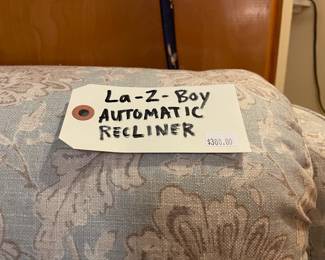 La-Z-Boy
AUTOMATIC
RECLINER
$300.00